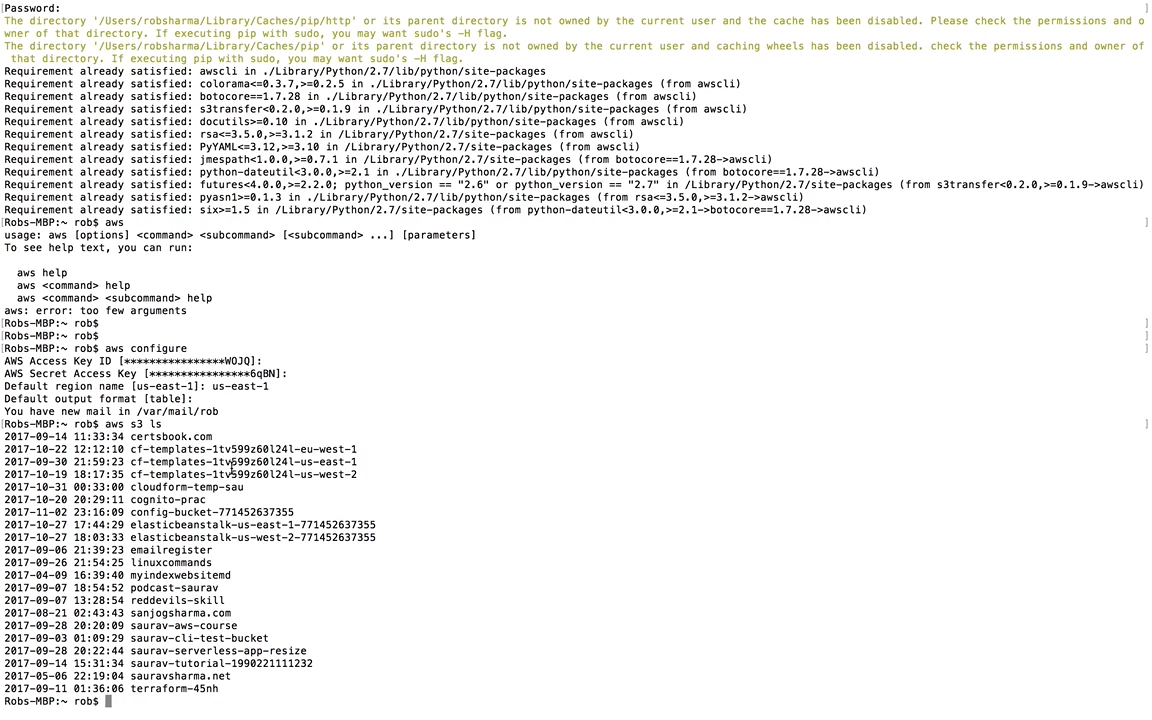 [Password: ]
The directory '/Users/robsharma/Library/Caches/pip/http' or its parent directory is not owned by the current user and the cache has been disabled. Please check the permissions and o
wner of that directory. If executing pip with sudo, you may want sudo's -H flag.
The directory '/Users/robsharma/Library/Caches/pip' or its parent directory is not owned by the current user and caching wheels has been disabled. check the permissions and owner of
 that directory. If executing pip with sudo, you may want sudo's -H flag.
Requirement already satisfied: awscli in ./Library/Python/2.7/lib/python/site-packages
Requirement already satisfied: colorama<=0.3.7,>=0.2.5 in ./Library/Python/2.7/lib/python/site-packages (from awscli)
Requirement already satisfied: botocore==1.7.28 in ./Library/Python/2.7/lib/python/site-packages (from awscli)
Requirement already satisfied: s3transfer<0.2.0,>=0.1.9 in ./Library/Python/2.7/lib/python/site-packages (from awscli)
Requirement already satisfied: docutils>=0.10 in ./Library/Python/2.7/lib/python/site-packages (from awscli)
Requirement already satisfied: rsa<=3.5.0,>=3.1.2 in /Library/Python/2.7/site-packages (from awscli)
Requirement already satisfied: PyYAML<=3.12,>=3.10 in /Library/Python/2.7/site-packages (from awscli)
Requirement already satisfied: jmespath<1.0.0,>=0.7.1 in /Library/Python/2.7/site-packages (from botocore==1.7.28->awscli)
Requirement already satisfied: python-dateutil<3.0.0,>=2.1 in ./Library/Python/2.7/lib/python/site-packages (from botocore==1.7.28->awscli)
Requirement already satisfied: futures<4.0.0,>=2.2.0; python_version == "2.6" or python_version == "2.7" in /Library/Python/2.7/site-packages (from s3transfer<0.2.0,>=0.1.9->awscli)
Requirement already satisfied: pyasn1>=0.1.3 in ./Library/Python/2.7/lib/python/site-packages (from rsa<=3.5.0,>=3.1.2->awscli)
Requirement already satisfied: six>=1.5 in /Library/Python/2.7/site-packages (from python-dateutil<3.0.0,>=2.1->botocore==1.7.28->awscli)
[Robs-MBP:~ rob$ aws ]
usage: aws [options] <command> <subcommand> [<subcommand> ...] [parameters]
To see help text, you can run:
  aws help
  aws <command> help
  aws <command> <subcommand> help
aws: error: too few arguments
[Robs-MBP:~ rob$ ]
[Robs-MBP:~ rob$ ]
[Robs-MBP:~ rob$ aws configure ]
AWS Access Key ID [****************WOJQ]:
AWS Secret Access Key [****************6qBN]:
Default region name [us-east-1]: us-east-1
Default output format [table]:
You have new mail in /var/mail/rob
[Robs-MBP:~ rob$ aws s3 ls ]
2017-09-14 11:33:34 certsbook.com
2017-10-22 12:12:10 cf-templates-1tv599z60l24l-eu-west-1
2017-09-30 21:59:23 cf-templates-1tv599z60l24l-us-east-1
2017-10-19 18:17:35 cf-templates-1tv599z60l24l-us-west-2
2017-10-31 00:33:00 cloudform-temp-sau
2017-10-20 20:29:11 cognito-prac
2017-11-02 23:16:09 config-bucket-771452637355
2017-10-27 17:44:29 elasticbeanstalk-us-east-1-771452637355
2017-10-27 18:03:33 elasticbeanstalk-us-west-2-771452637355
2017-09-06 21:39:23 emailregister
2017-09-26 21:54:25 linuxcommands
2017-04-09 16:39:40 myindexwebsitemd
2017-09-07 18:54:52 podcast-saurav
2017-09-07 13:28:54 reddevils-skill
2017-08-21 02:43:43 sanjogsharma.com
2017-09-28 20:20:09 saurav-aws-course
2017-09-03 01:09:29 saurav-cli-test-bucket
2017-09-28 20:22:44 saurav-serverless-app-resize
2017-09-14 15:31:34 saurav-tutorial-1990221111232
2017-05-06 22:19:04 sauravsharma.net
2017-09-11 01:36:06 terraform-45nh
Robs-MBP:~ rob$